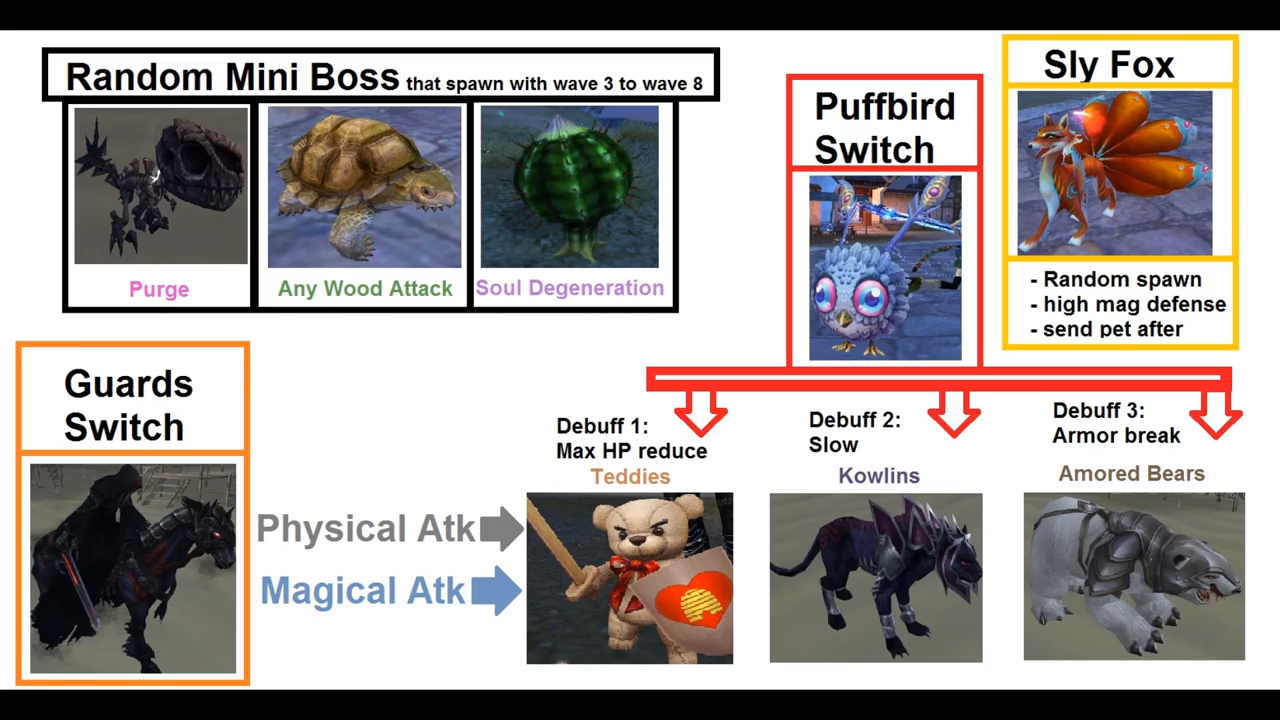 Random Mini Boss that spawn with wave 3 to wave 8
Purge
Any Wood Attack
Soul Degeneration
Puffbird
Switch
Sly Fox
- Random spawn
- high mag defense
- send pet after
Guards
Switch
Physical Atk
Magical Atk
Debuff 1:
Max HP reduce
Teddies
Debuff 2:
Slow
Kowlins
Debuff 3:
Armor break
Amored Bears